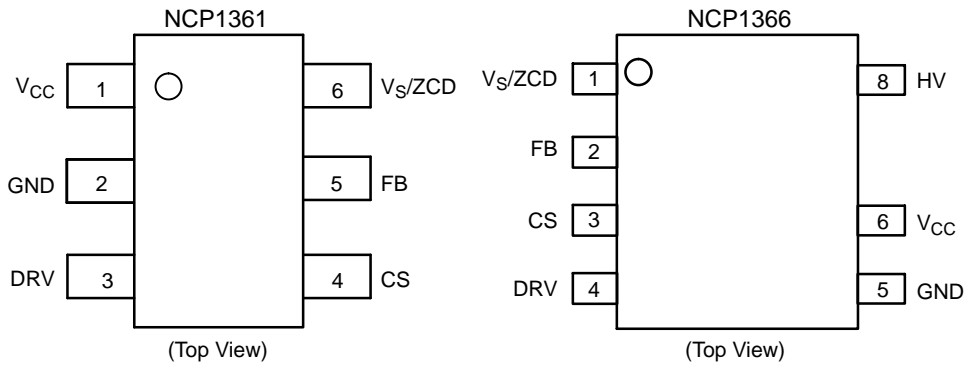 NCP1361
VCC 1 6 VS/ZCD
GND 2 5 FB
DRV 3 4 CS
(Top View)
NCP1366
VS/ZCD 1 8 HV
FB 2
CS 3 6 VCC
DRV 4 5 GND
(Top View)